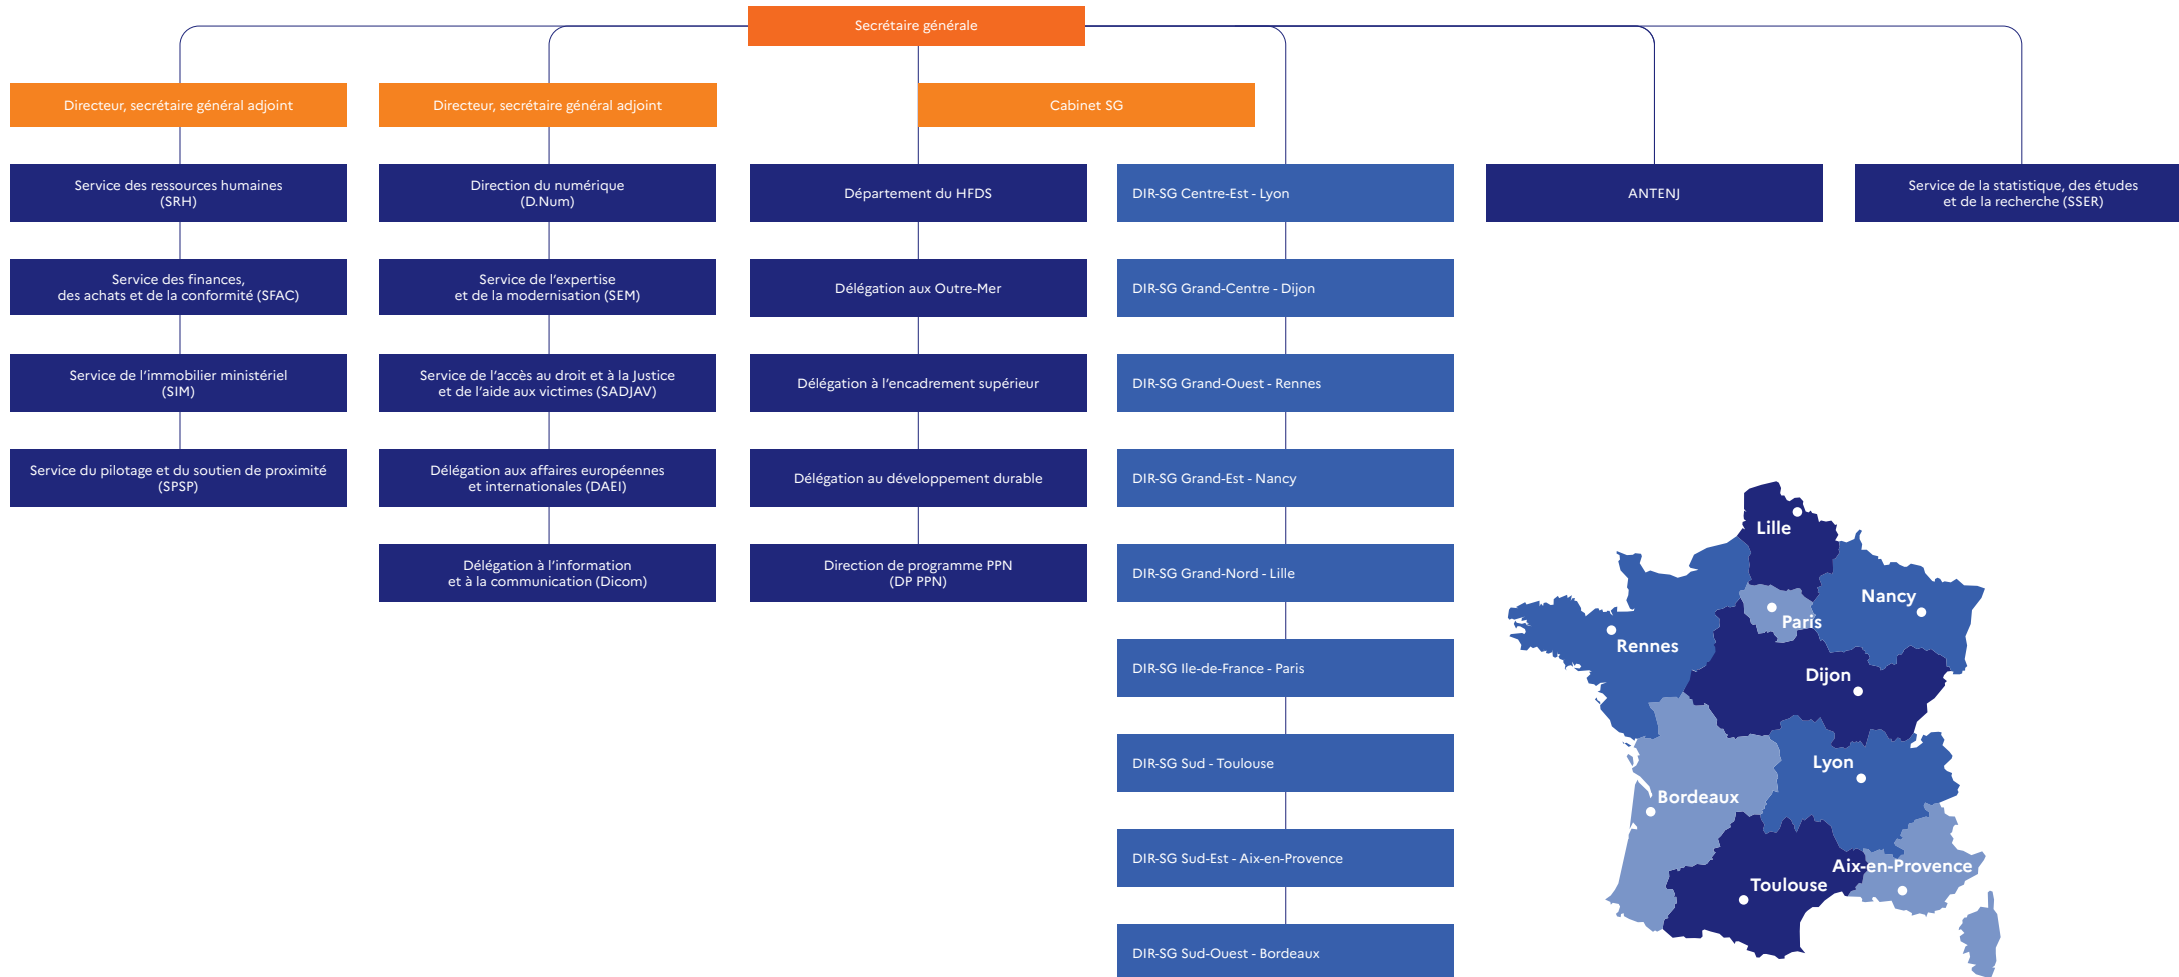 Secrétaire générale
Directeur, secrétaire général adjoint
Directeur, secrétaire général adjoint
Cabinet SG
Service des ressources humaines
(SRH)
Service des finances,
des achats et de la conformité (SFAC)
Service de l'immobilier ministériel
(SIM)
Service du pilotage et du soutien de proximité
(SPSP)
Direction du numérique
(D.Num)
Service de l'expertise
et de la modernisation (SEM)
Service de l'accès au droit et à la Justice
et de l'aide aux victimes (SADJAV)
Délégation aux affaires européennes
et internationales (DAEI)
Délégation à l'information
et à la communication (Dicom)
Département du HFDS
Délégation aux Outre-Mer
Délégation à l'encadrement supérieur
Délégation au développement durable
Direction de programme PPN
(DP PPN)
DIR-SG Centre-Est - Lyon
DIR-SG Grand-Centre - Dijon
DIR-SG Grand-Ouest - Rennes
DIR-SG Grand-Est - Nancy
DIR-SG Grand-Nord - Lille
DIR-SG Ile-de-France - Paris
DIR-SG Sud - Toulouse
DIR-SG Sud-Est - Aix-en-Provence
DIR-SG Sud-Ouest - Bordeaux
ANTENJ
Service de la statistique, des études
et de la recherche (SSER)
Lille
Nancy
Paris
Rennes
Dijon
Lyon
Bordeaux
Aix-en-Provence
Toulouse